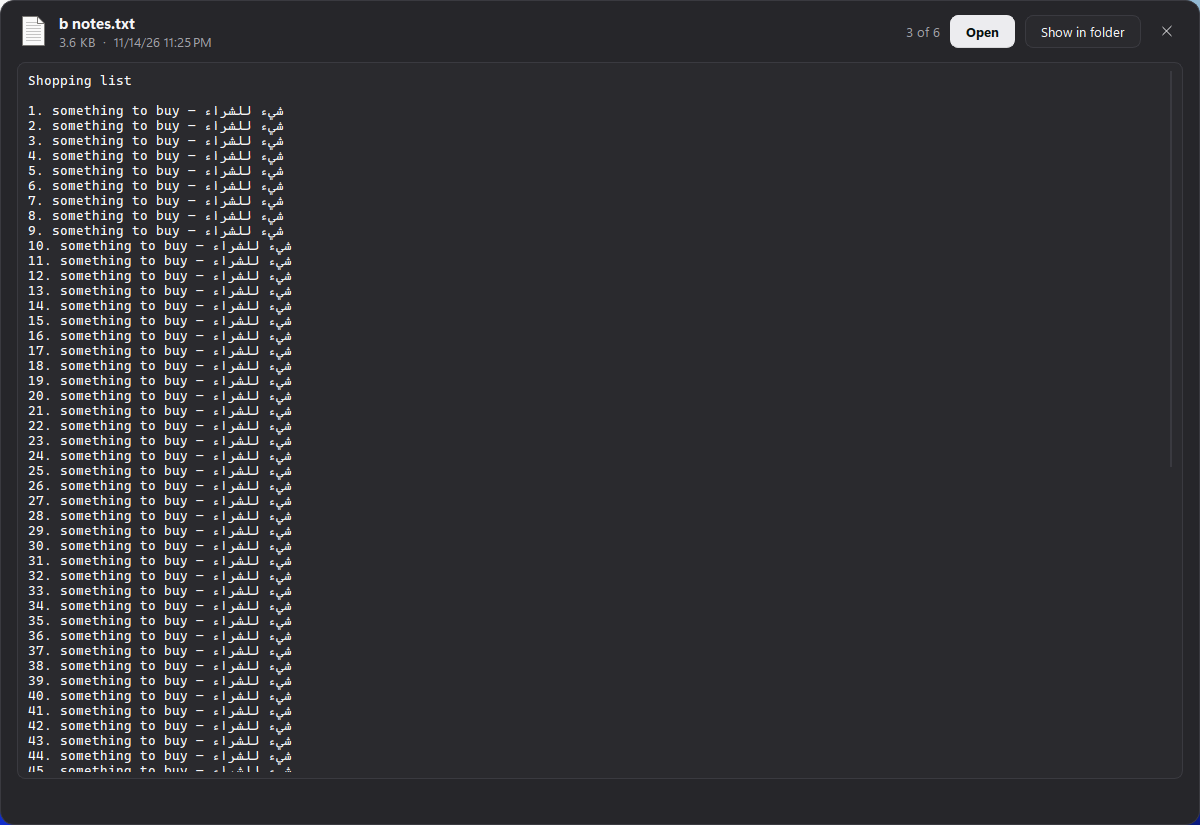 b notes.txt
3.6 KB · 11/14/26 11:25 PM
3 of 6
Open
Show in folder
Shopping list
1. something to buy – شيء للشراء
2. something to buy – شيء للشراء
3. something to buy – شيء للشراء
4. something to buy – شيء للشراء
5. something to buy – شيء للشراء
6. something to buy – شيء للشراء
7. something to buy – شيء للشراء
8. something to buy – شيء للشراء
9. something to buy – شيء للشراء
10. something to buy – شيء للشراء
11. something to buy – شيء للشراء
12. something to buy – شيء للشراء
13. something to buy – شيء للشراء
14. something to buy – شيء للشراء
15. something to buy – شيء للشراء
16. something to buy – شيء للشراء
17. something to buy – شيء للشراء
18. something to buy – شيء للشراء
19. something to buy – شيء للشراء
20. something to buy – شيء للشراء
21. something to buy – شيء للشراء
22. something to buy – شيء للشراء
23. something to buy – شيء للشراء
24. something to buy – شيء للشراء
25. something to buy – شيء للشراء
26. something to buy – شيء للشراء
27. something to buy – شيء للشراء
28. something to buy – شيء للشراء
29. something to buy – شيء للشراء
30. something to buy – شيء للشراء
31. something to buy – شيء للشراء
32. something to buy – شيء للشراء
33. something to buy – شيء للشراء
34. something to buy – شيء للشراء
35. something to buy – شيء للشراء
36. something to buy – شيء للشراء
37. something to buy – شيء للشراء
38. something to buy – شيء للشراء
39. something to buy – شيء للشراء
40. something to buy – شيء للشراء
41. something to buy – شيء للشراء
42. something to buy – شيء للشراء
43. something to buy – شيء للشراء
44. something to buy – شيء للشراء
45. something to buy – شيء للشراء